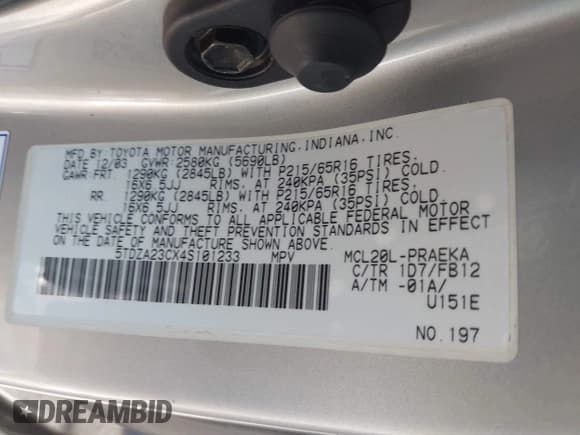 MFD. BY: TOYOTA MOTOR MANUFACTURING, INDIANA, INC.
DATE 12/03 GVWR: 2580KG (5690LB)
GAWR FRT 1290KG (2845LB) WITH P215/65R16 TIRES,
16X6.5JJ RIMS, AT 240KPA (35PSI) COLD.
RR 1290KG (2845LB) WITH P215/65R16 TIRES,
16X6.5JJ RIMS, AT 240KPA (35PSI) COLD.
THIS VEHICLE CONFORMS TO ALL APPLICABLE FEDERAL MOTOR
VEHICLE SAFETY AND THEFT PREVENTION STANDARDS IN EFFECT
ON THE DATE OF MANUFACTURE SHOWN ABOVE.
5TDZA23CX4S101233 MPV MCL20L-PRAEKA
C/TR 1D7/FB12
A/TM -01A/
U151E
NO.197
DREAMBID